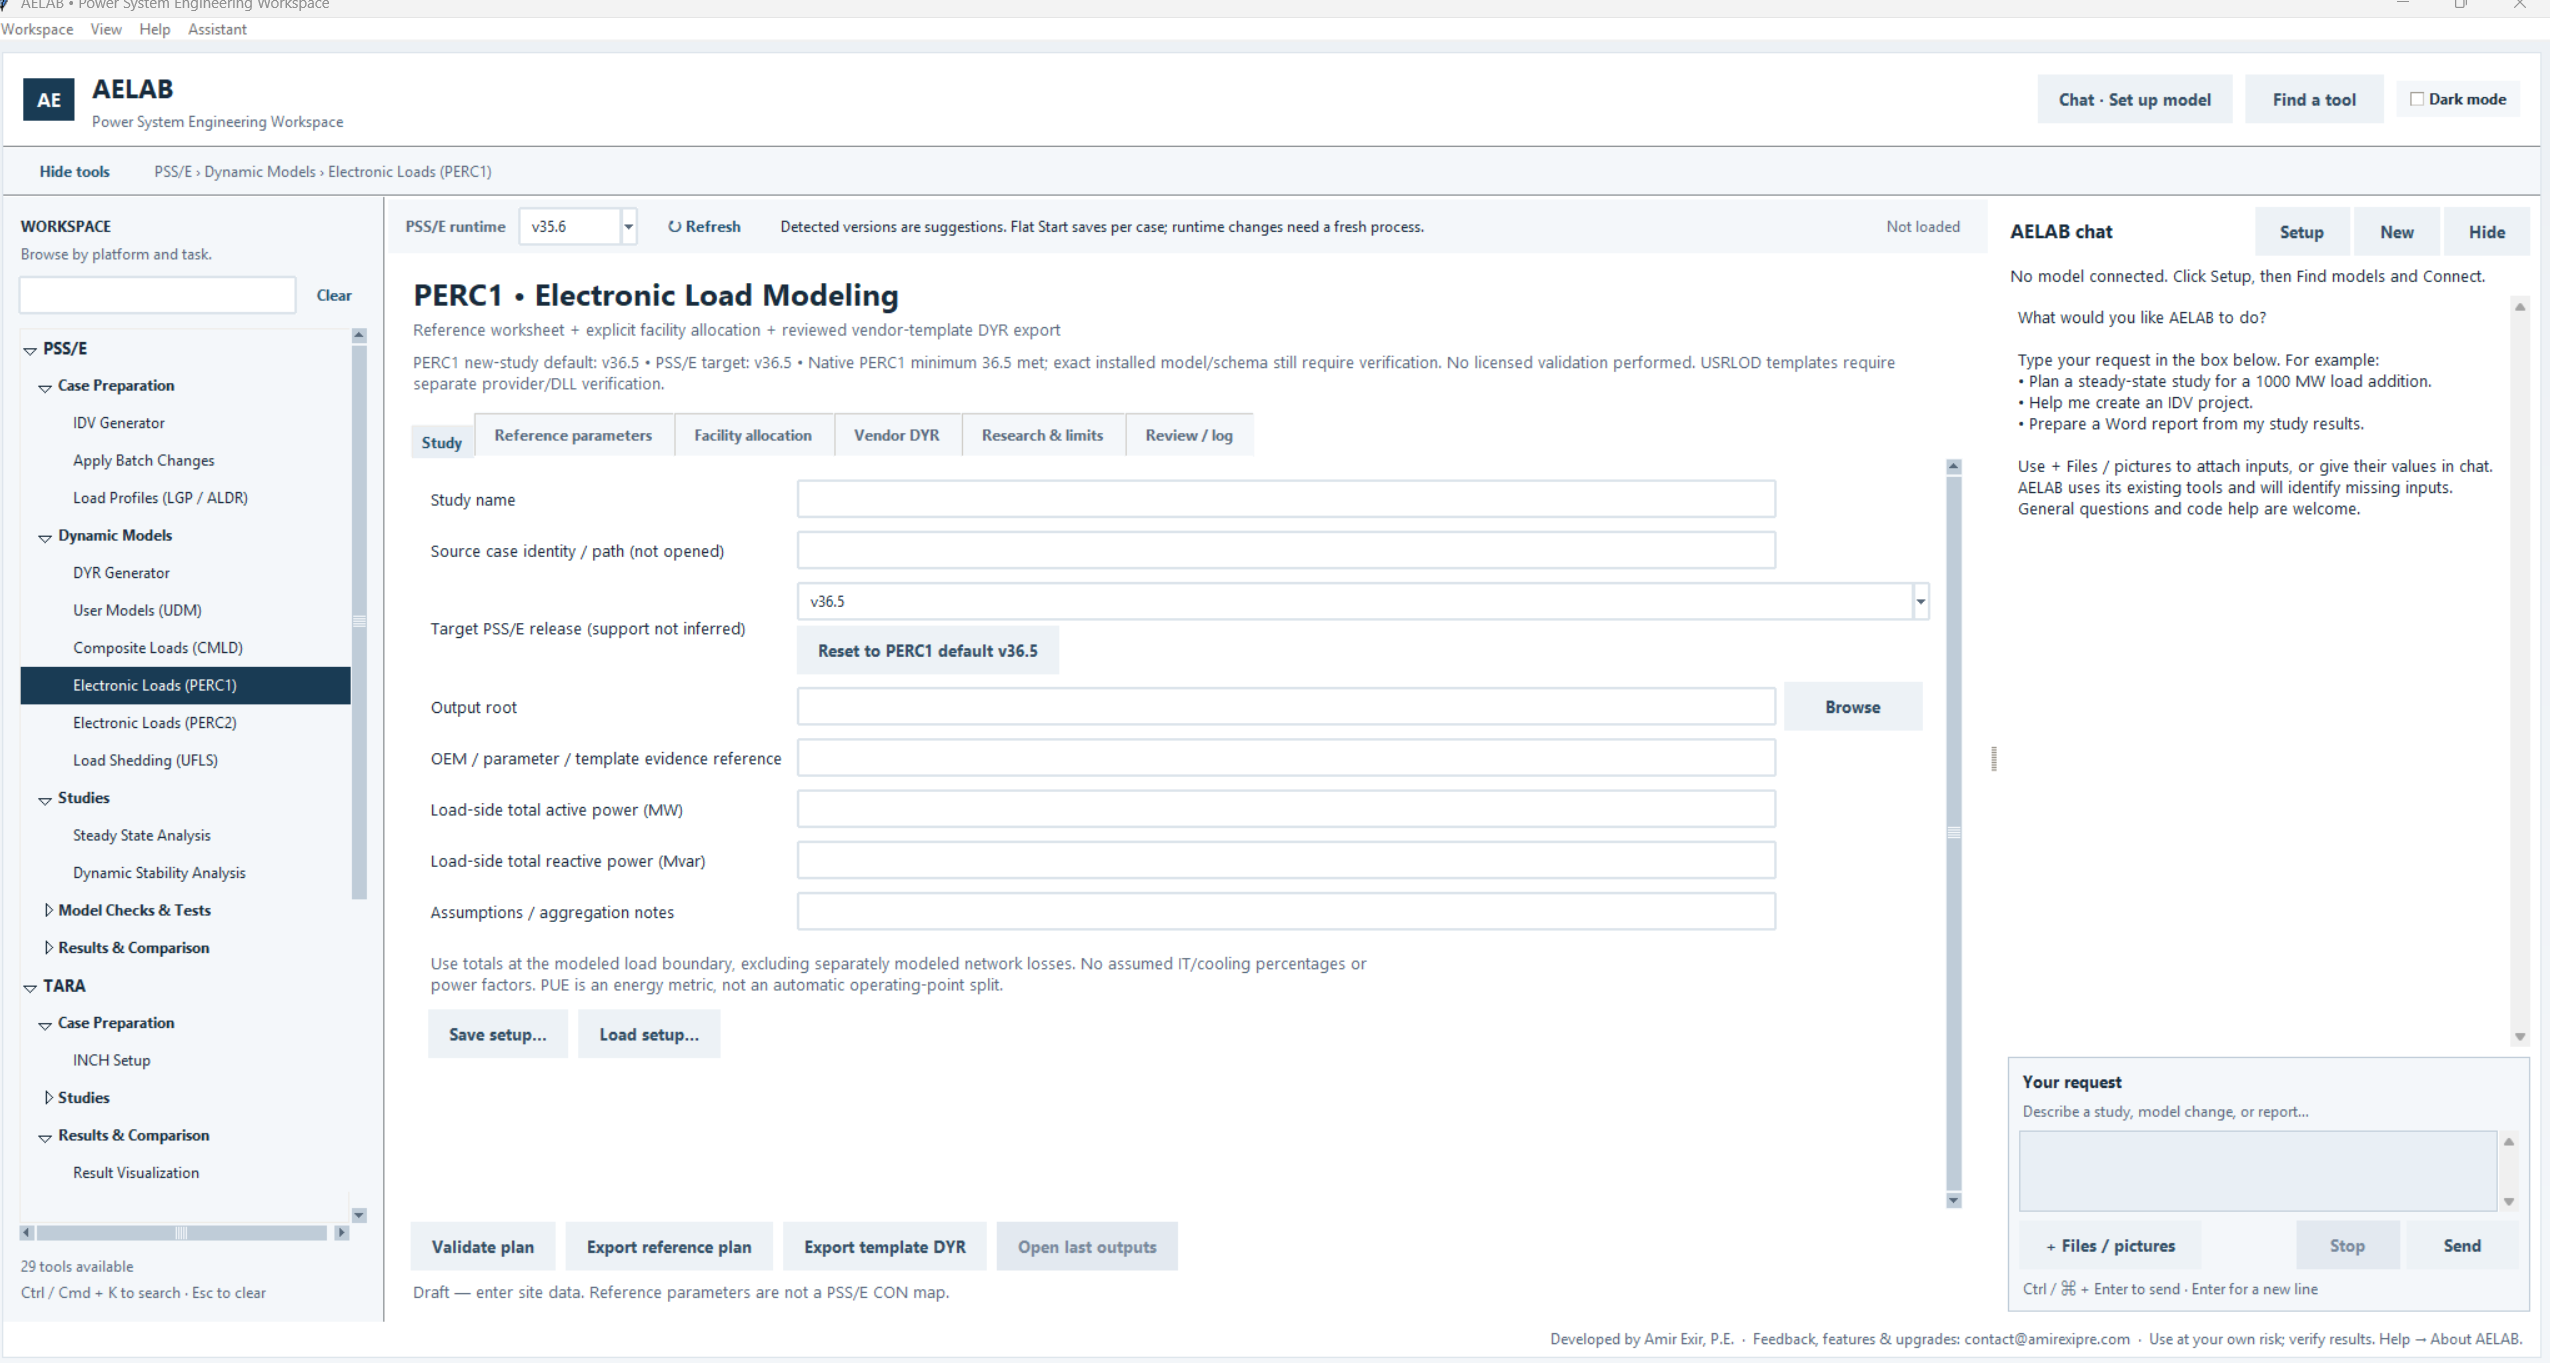 AELAB • Power System Engineering Workspace
Workspace View Help Assistant
AE
AELAB
Power System Engineering Workspace
Chat · Set up model
Find a tool
Dark mode
Hide tools
PSS/E › Dynamic Models › Electronic Loads (PERC1)
WORKSPACE
Browse by platform and task.
Clear
PSS/E
Case Preparation
IDV Generator
Apply Batch Changes
Load Profiles (LGP / ALDR)
Dynamic Models
DYR Generator
User Models (UDM)
Composite Loads (CMLD)
Electronic Loads (PERC1)
Electronic Loads (PERC2)
Load Shedding (UFLS)
Studies
Steady State Analysis
Dynamic Stability Analysis
Model Checks & Tests
Results & Comparison
TARA
Case Preparation
INCH Setup
Studies
Results & Comparison
Result Visualization
29 tools available
Ctrl / Cmd + K to search · Esc to clear
PSS/E runtime
v35.6
↻ Refresh
Detected versions are suggestions. Flat Start saves per case; runtime changes need a fresh process.
Not loaded
PERC1 • Electronic Load Modeling
Reference worksheet + explicit facility allocation + reviewed vendor-template DYR export
PERC1 new-study default: v36.5 • PSS/E target: v36.5 • Native PERC1 minimum 36.5 met; exact installed model/schema still require verification. No licensed validation performed. USRLOD templates require
separate provider/DLL verification.
Study
Reference parameters
Facility allocation
Vendor DYR
Research & limits
Review / log
Study name
Source case identity / path (not opened)
Target PSS/E release (support not inferred)
v36.5
Reset to PERC1 default v36.5
Output root
Browse
OEM / parameter / template evidence reference
Load-side total active power (MW)
Load-side total reactive power (Mvar)
Assumptions / aggregation notes
Use totals at the modeled load boundary, excluding separately modeled network losses. No assumed IT/cooling percentages or
power factors. PUE is an energy metric, not an automatic operating-point split.
Save setup...
Load setup...
Validate plan
Export reference plan
Export template DYR
Open last outputs
Draft — enter site data. Reference parameters are not a PSS/E CON map.
AELAB chat
Setup
New
Hide
No model connected. Click Setup, then Find models and Connect.
What would you like AELAB to do?
Type your request in the box below. For example:
• Plan a steady-state study for a 1000 MW load addition.
• Help me create an IDV project.
• Prepare a Word report from my study results.
Use + Files / pictures to attach inputs, or give their values in chat.
AELAB uses its existing tools and will identify missing inputs.
General questions and code help are welcome.
Your request
Describe a study, model change, or report...
+ Files / pictures
Stop
Send
Ctrl / ⌘ + Enter to send · Enter for a new line
Developed by Amir Exir, P.E. · Feedback, features & upgrades: contact@amirexipre.com · Use at your own risk; verify results. Help → About AELAB.